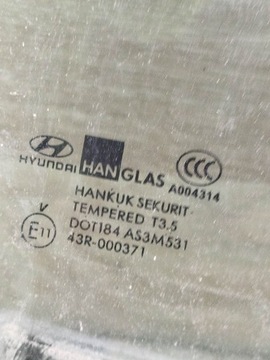 HYUNDAI HANGLAS CCC
A004314
HANKUK SEKURIT
TEMPERED T3.5
DOT184 AS3M531
V
E11 43R-000371